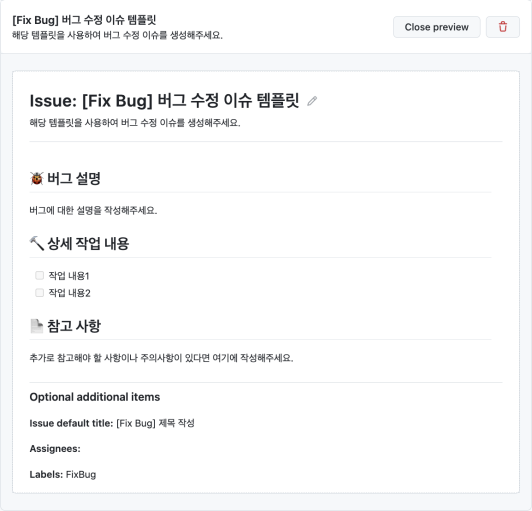 [Fix Bug] 버그 수정 이슈 템플릿
해당 템플릿을 사용하여 버그 수정 이슈를 생성해주세요.
Close preview
Issue: [Fix Bug] 버그 수정 이슈 템플릿
해당 템플릿을 사용하여 버그 수정 이슈를 생성해주세요.
🐞 버그 설명
버그에 대한 설명을 작성해주세요.
🔨 상세 작업 내용
작업 내용1
작업 내용2
📄 참고 사항
추가로 참고해야 할 사항이나 주의사항이 있다면 여기에 작성해주세요.
Optional additional items
Issue default title: [Fix Bug] 제목 작성
Assignees:
Labels: FixBug